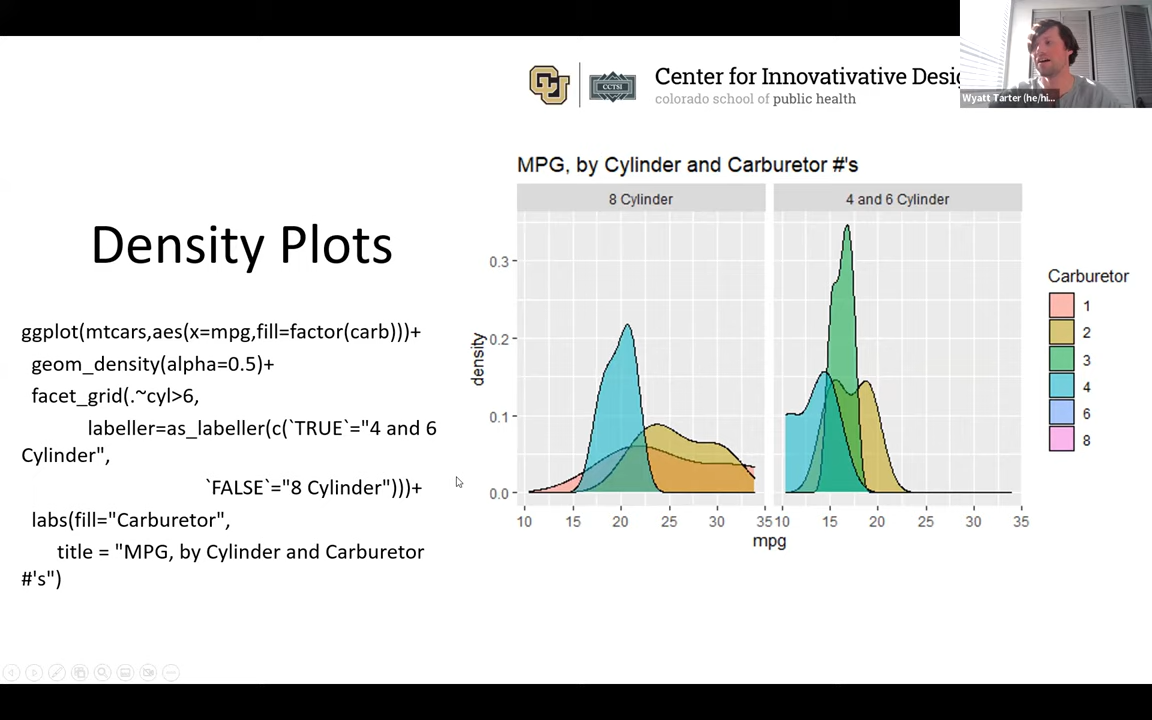 Center for Innovativative Desi
colorado school of public health
CU
CCTSI
Wyatt Tarter (he/hi...
Density Plots
ggplot(mtcars,aes(x=mpg,fill=factor(carb)))+
geom_density(alpha=0.5)+
facet_grid(.~cyl>6,
labeller=as_labeller(c(`TRUE`="4 and 6
Cylinder",
`FALSE`="8 Cylinder")))+
labs(fill="Carburetor",
title = "MPG, by Cylinder and Carburetor
#'s")
MPG, by Cylinder and Carburetor #'s
8 Cylinder
4 and 6 Cylinder
density
0.3
0.2
0.1
0.0
10 15 20 25 30 35 10 15 20 25 30 35
mpg
Carburetor
1
2
3
4
6
8